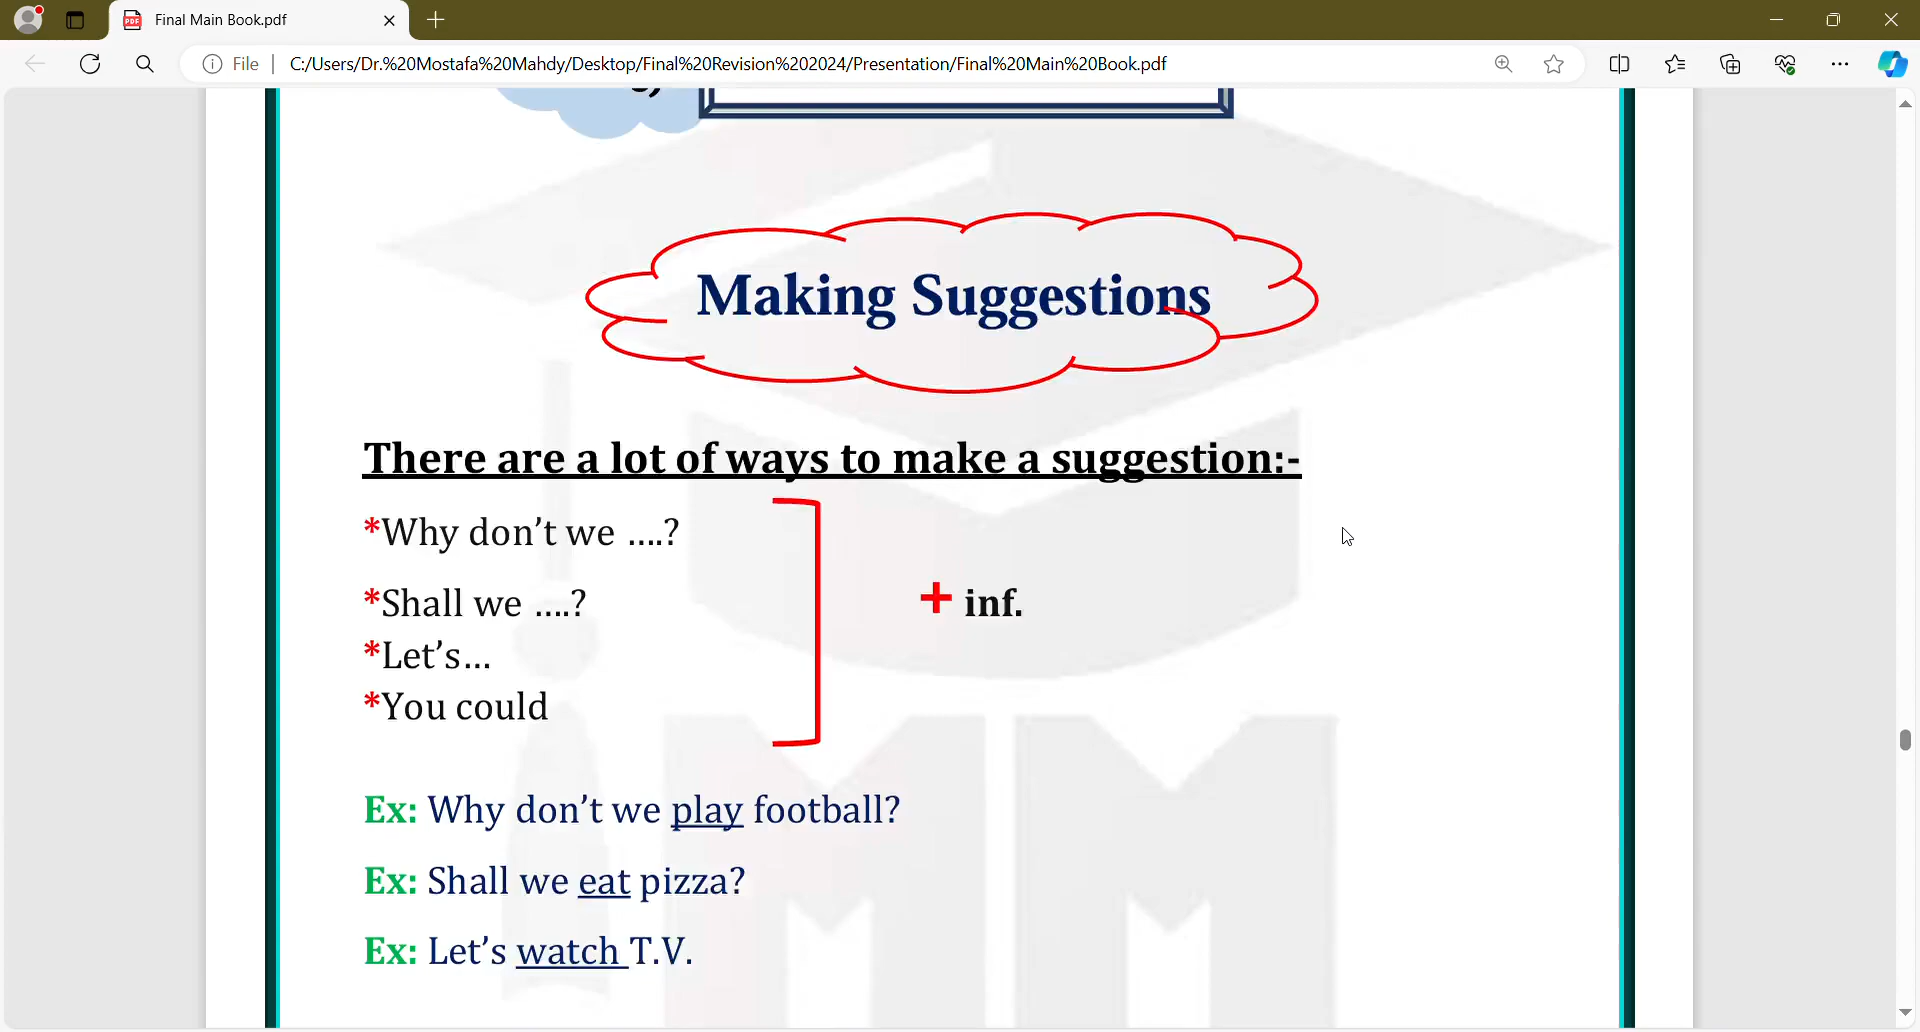 Final Main Book.pdf
File | C:/Users/Dr.%20Mostafa%20Mahdy/Desktop/Final%20Revision%202024/Presentation/Final%20Main%20Book.pdf
Making Suggestions
There are a lot of ways to make a suggestion:-
*Why don’t we ....?
*Shall we ....?
+ inf.
*Let’s...
*You could
Ex: Why don’t we play football?
Ex: Shall we eat pizza?
Ex: Let’s watch T.V.